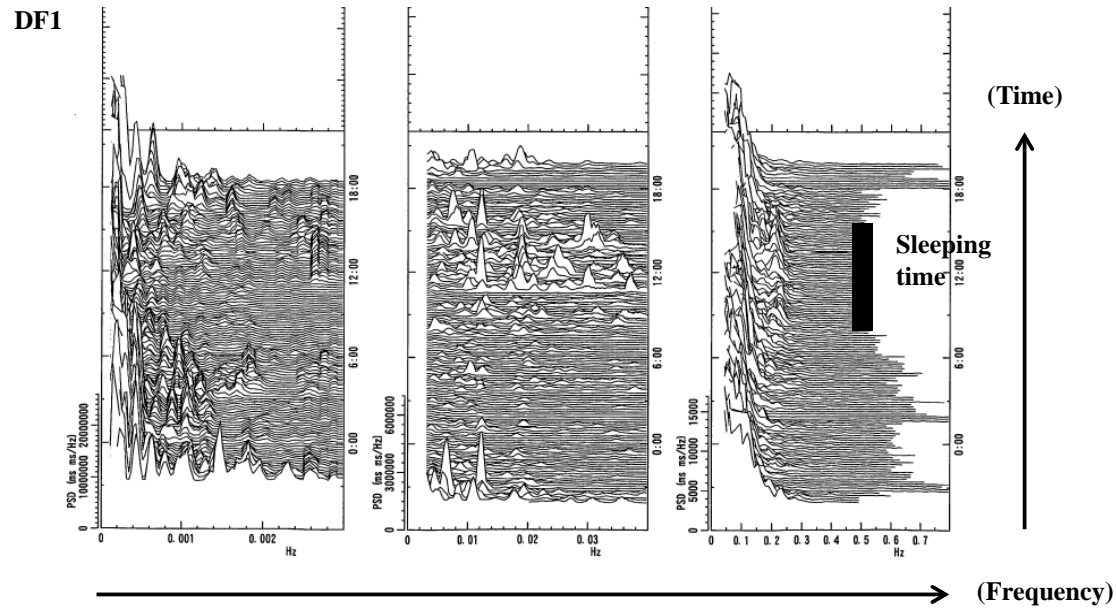 DF1
(Time)
18:00
12:00
6:00
0:00
PSD (ms ms/Hz)
0 10000000 20000000
0 0.001 0.002
Hz
18:00
12:00
6:00
0:00
PSD (ms ms/Hz)
0 3000000 6000000
0 0.01 0.02 0.03
Hz
18:00
12:00
6:00
0:00
PSD (ms ms/Hz)
0 5000 10000 15000
0 0.1 0.2 0.3 0.4 0.5 0.6 0.7
Hz
Sleeping
time
(Frequency)